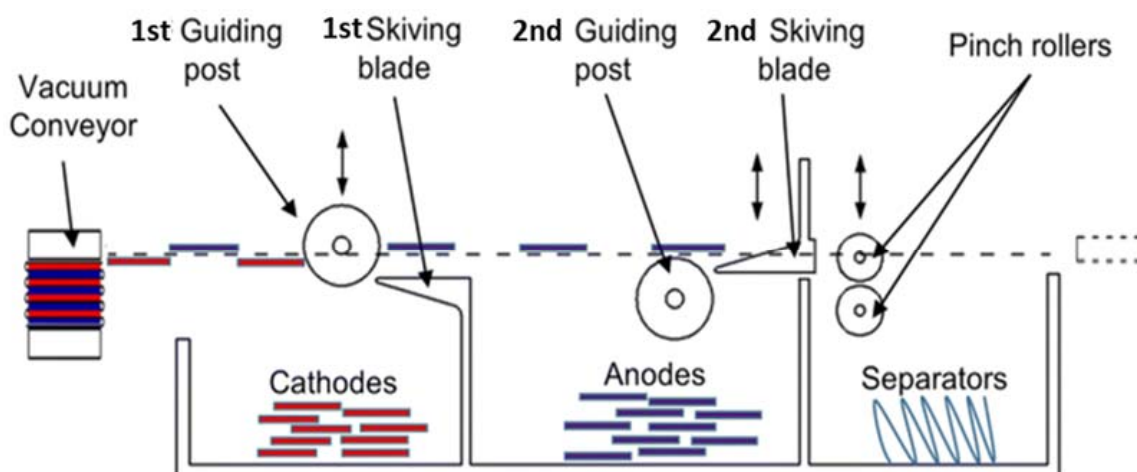 1st Guiding
post
1st Skiving
blade
2nd Guiding
post
2nd Skiving
blade
Pinch rollers
Vacuum
Conveyor
Cathodes
Anodes
Separators